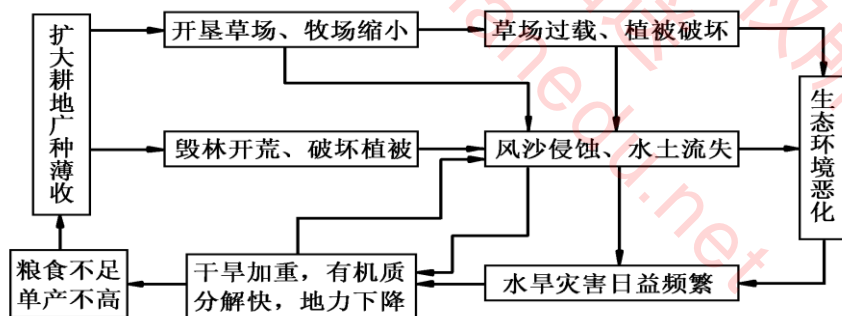 扩大耕地广种薄收
开垦草场、牧场缩小
草场过载、植被破坏
毁林开荒、破坏植被
风沙侵蚀、水土流失
生态环境恶化
粮食不足
单产不高
干旱加重，有机质
分解快，地力下降
水旱灾害日益频繁